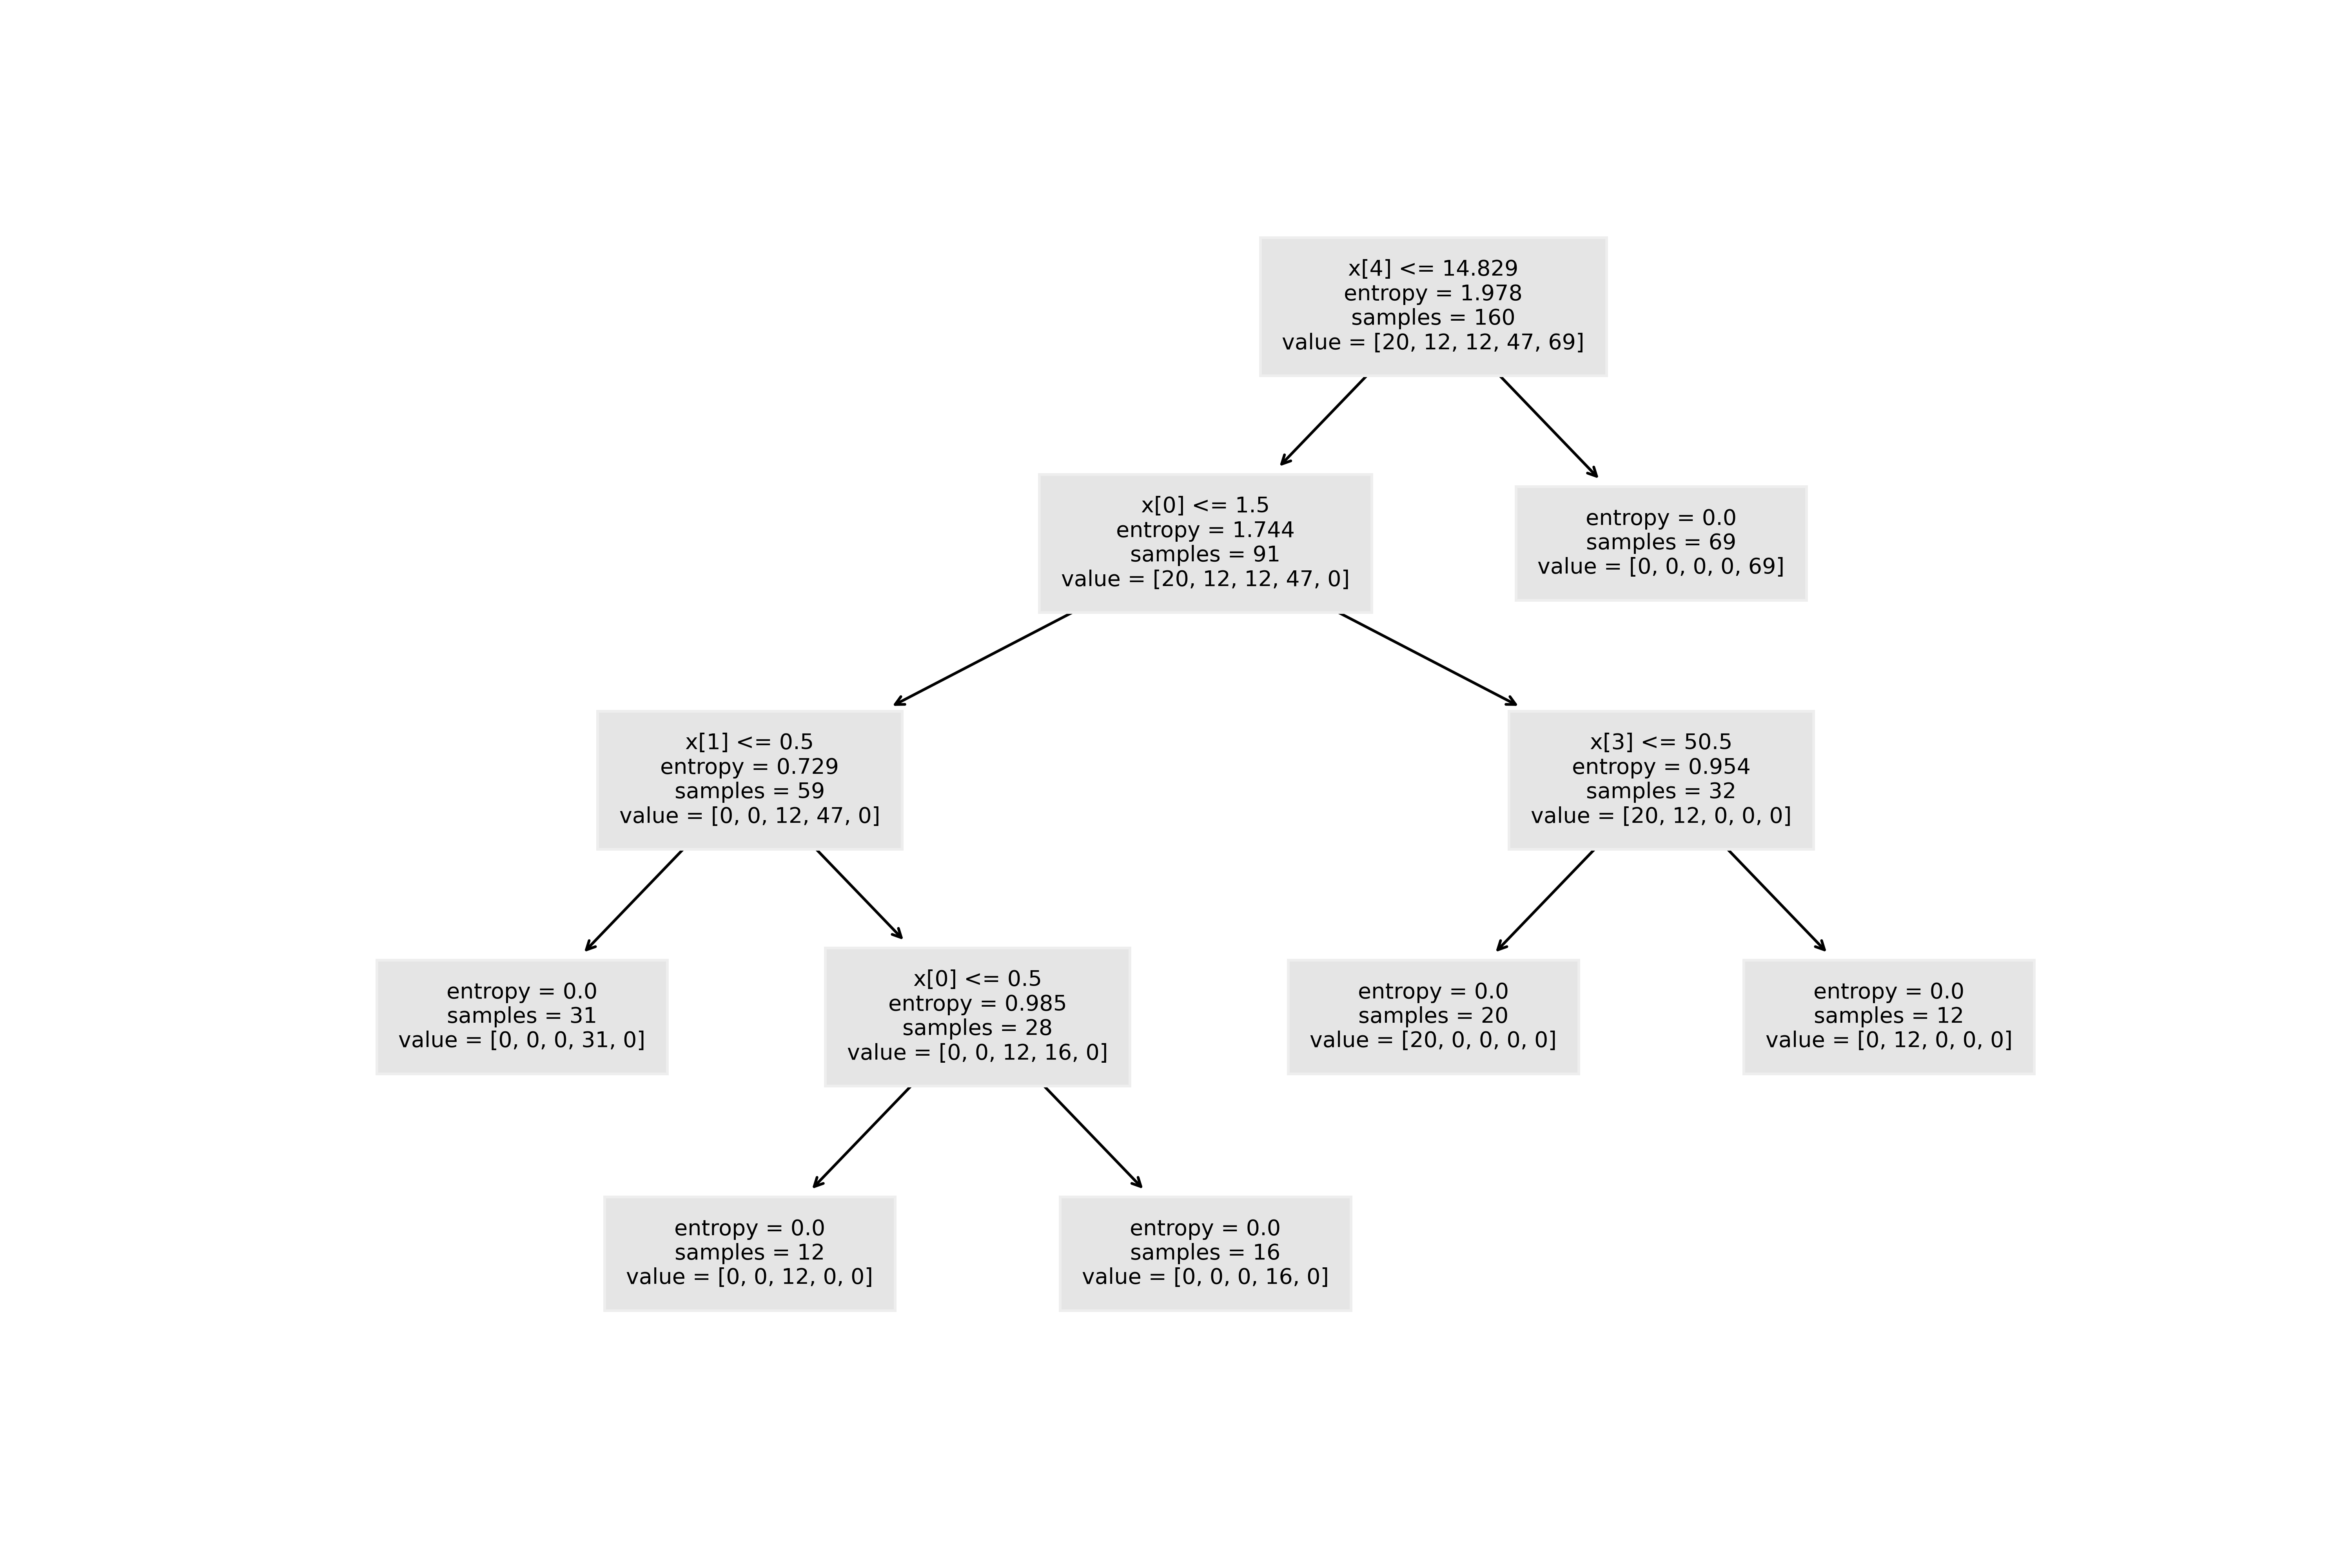 x[4] <= 14.829
entropy = 1.978
samples = 160
value = [20, 12, 12, 47, 69]
x[0] <= 1.5
entropy = 1.744
samples = 91
value = [20, 12, 12, 47, 0]
entropy = 0.0
samples = 69
value = [0, 0, 0, 0, 69]
x[1] <= 0.5
entropy = 0.729
samples = 59
value = [0, 0, 12, 47, 0]
x[3] <= 50.5
entropy = 0.954
samples = 32
value = [20, 12, 0, 0, 0]
entropy = 0.0
samples = 31
value = [0, 0, 0, 31, 0]
x[0] <= 0.5
entropy = 0.985
samples = 28
value = [0, 0, 12, 16, 0]
entropy = 0.0
samples = 20
value = [20, 0, 0, 0, 0]
entropy = 0.0
samples = 12
value = [0, 12, 0, 0, 0]
entropy = 0.0
samples = 12
value = [0, 0, 12, 0, 0]
entropy = 0.0
samples = 16
value = [0, 0, 0, 16, 0]